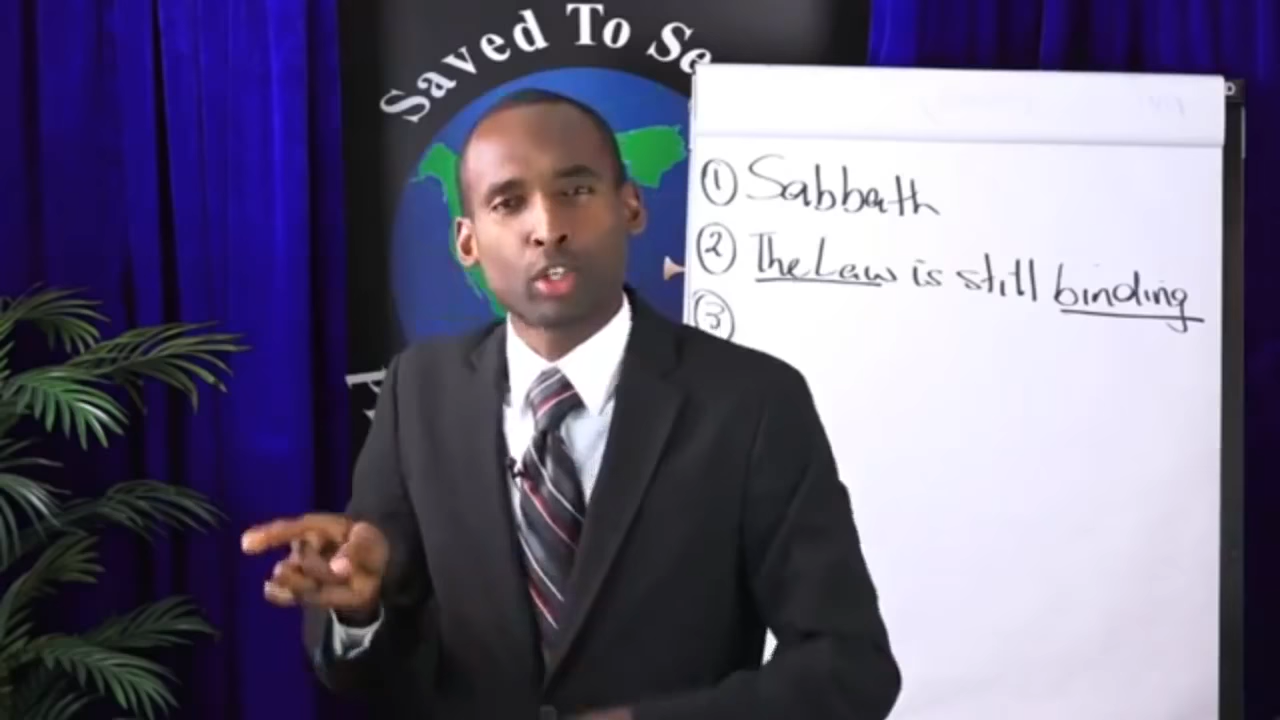 Saved To Se
① Sabbath
② The Law is still binding
③